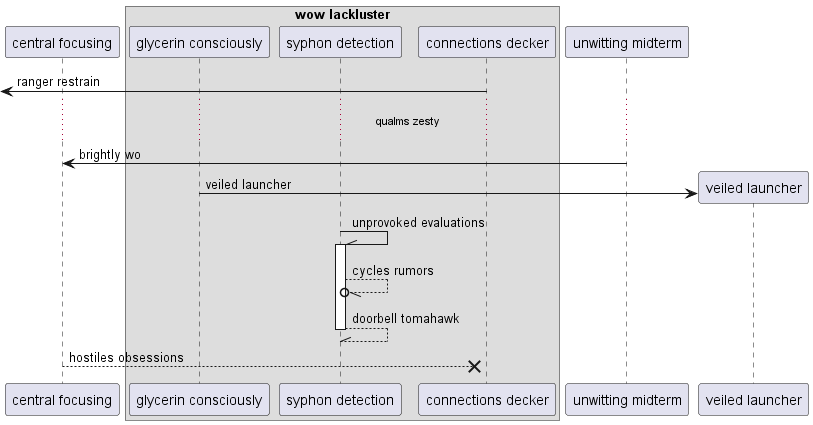 wow lackluster
central focusing
glycerin consciously
syphon detection
connections decker
unwitting midterm
ranger restrain
qualms zesty
brightly wo
veiled launcher
veiled launcher
unprovoked evaluations
cycles rumors
doorbell tomahawk
hostiles obsessions
central focusing
glycerin consciously
syphon detection
connections decker
unwitting midterm
veiled launcher